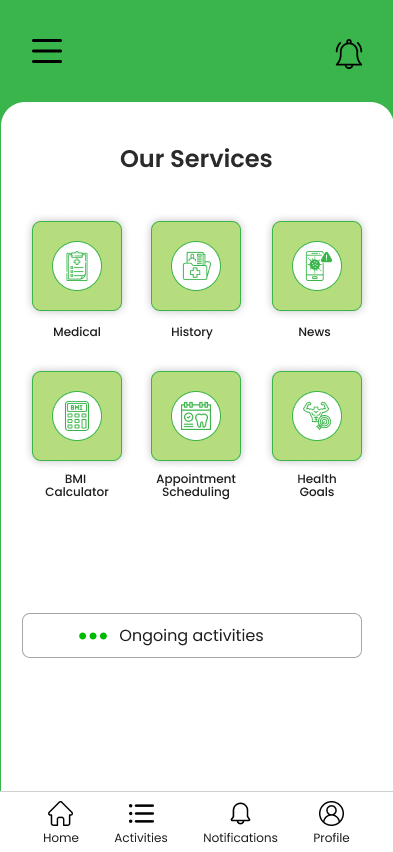 Our Services
Medical
History
News
BMI
BMI
Calculator
Appointment
Scheduling
Health
Goals
Ongoing activities
Home
Activities
Notifications
Profile